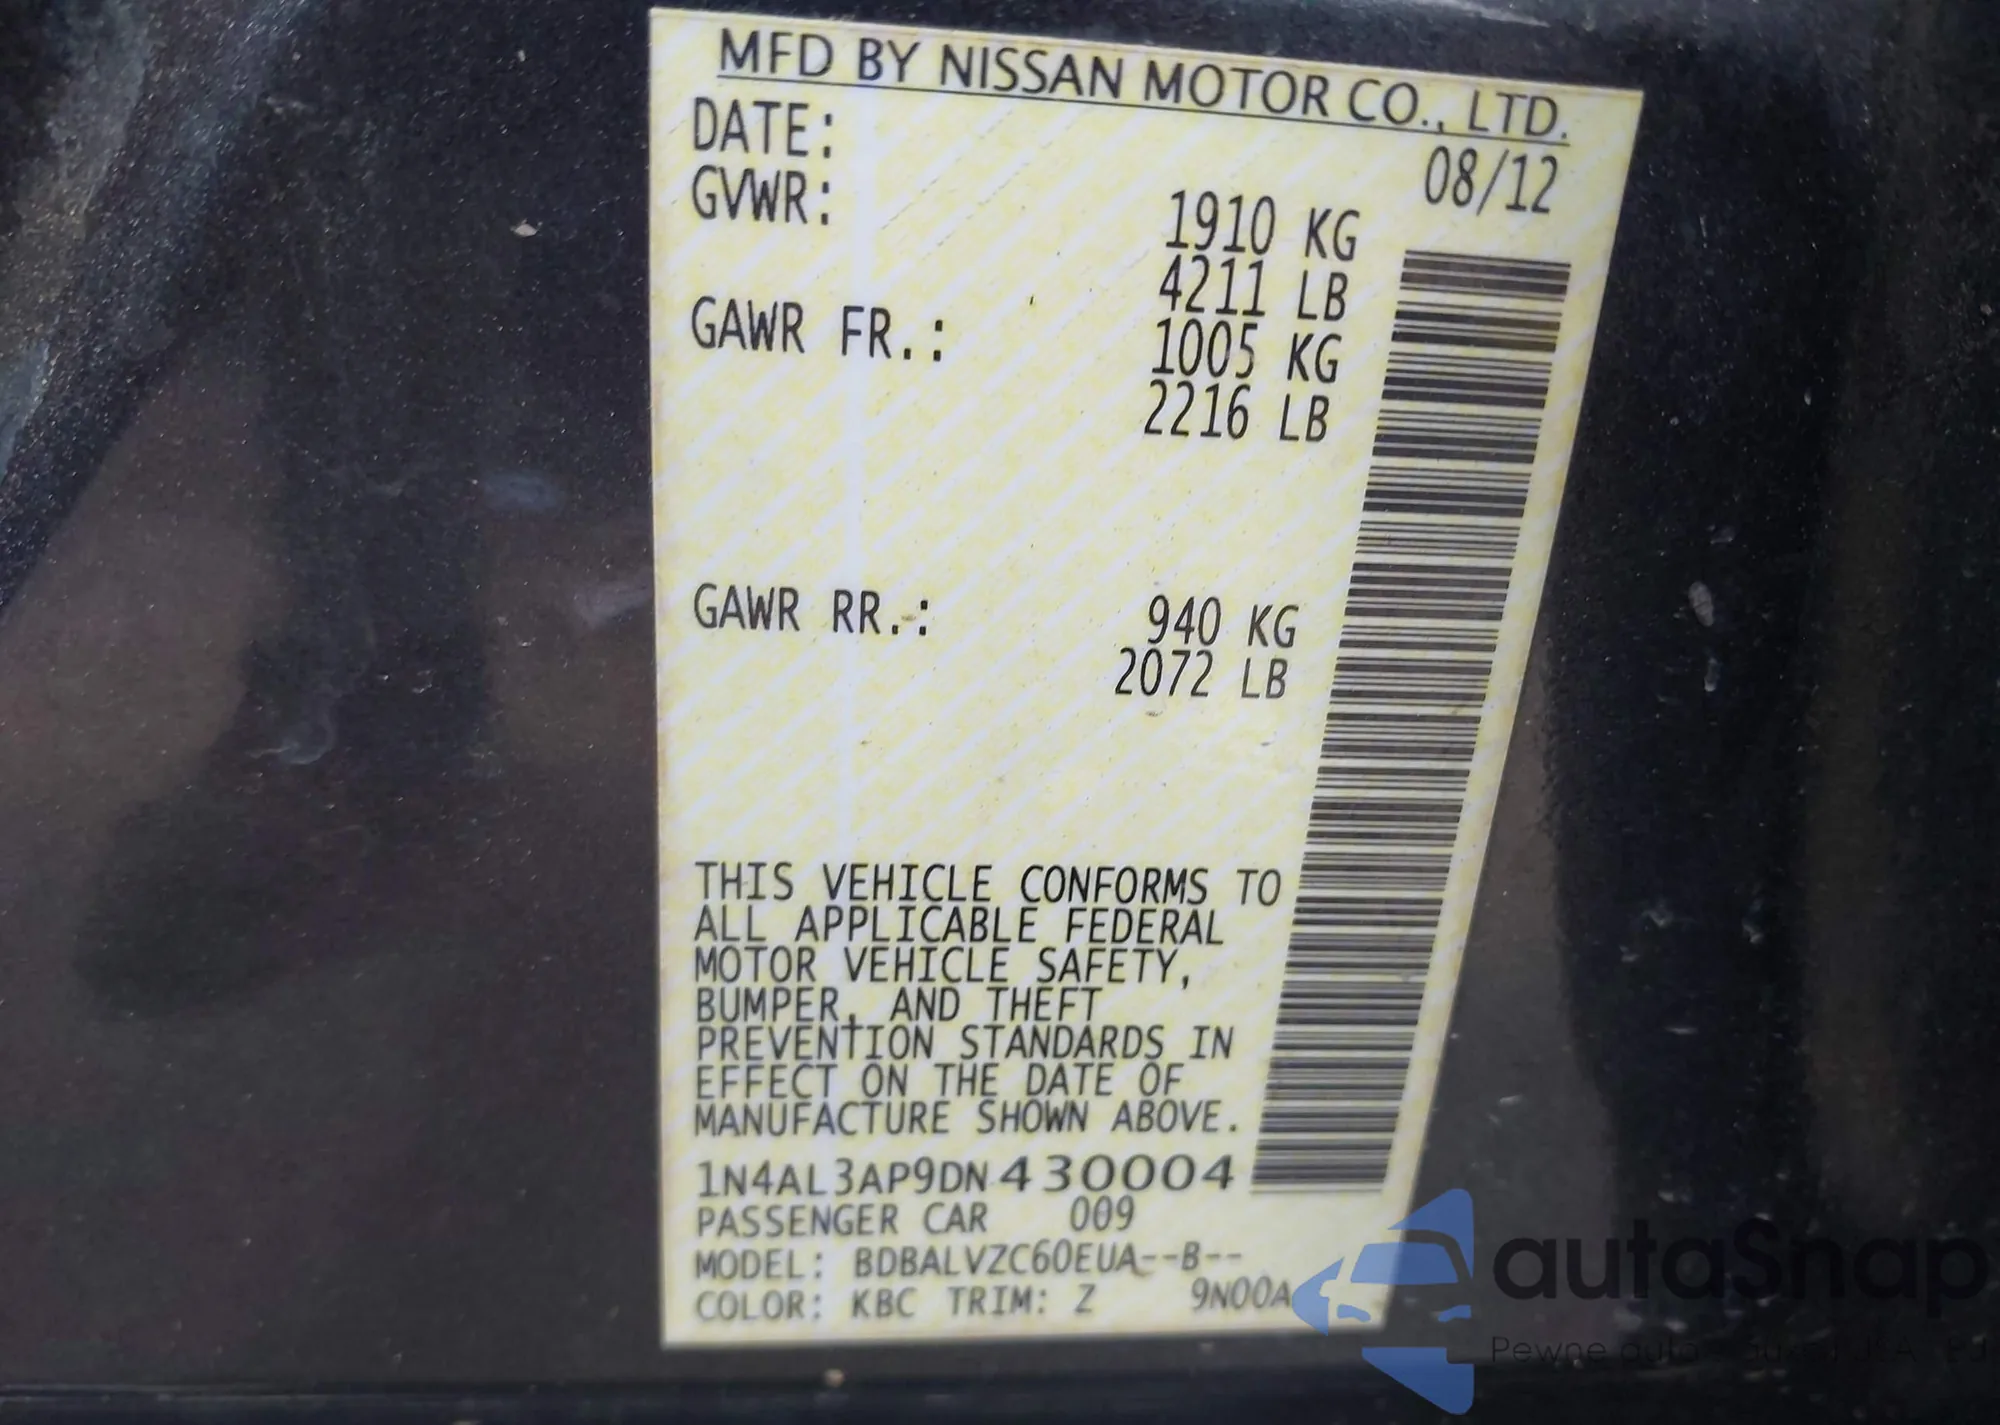 MFD BY NISSAN MOTOR CO., LTD.
DATE: 08/12
GVWR: 1910 KG
4211 LB
GAWR FR.: 1005 KG
2216 LB
GAWR RR.: 940 KG
2072 LB
THIS VEHICLE CONFORMS TO
ALL APPLICABLE FEDERAL
MOTOR VEHICLE SAFETY,
BUMPER, AND THEFT
PREVENTION STANDARDS IN
EFFECT ON THE DATE OF
MANUFACTURE SHOWN ABOVE.
1N4AL3AP9DN430004
PASSENGER CAR 009
MODEL: BDBALVZC60EUA--B--
COLOR: KBC TRIM: Z 9N00A
autaSnap
Pewne auta